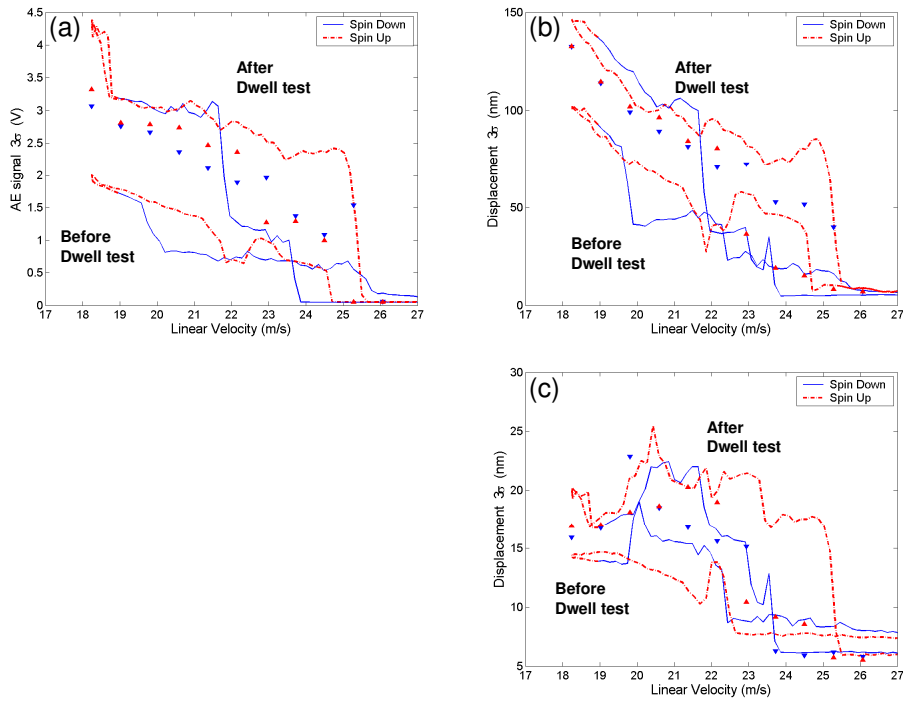 (a)
4.5
4
3.5
3
2.5
2
1.5
1
0.5
0
AE signal 3σ (V)
Spin Down
Spin Up
After
Dwell test
Before
Dwell test
17 18 19 20 21 22 23 24 25 26 27
Linear Velocity (m/s)
(b)
150
100
50
0
Displacement 3σ (nm)
Spin Down
Spin Up
After
Dwell test
Before
Dwell test
17 18 19 20 21 22 23 24 25 26 27
Linear Velocity (m/s)
(c)
30
25
20
15
10
5
Displacement 3σ (nm)
Spin Down
Spin Up
After
Dwell test
Before
Dwell test
17 18 19 20 21 22 23 24 25 26 27
Linear Velocity (m/s)